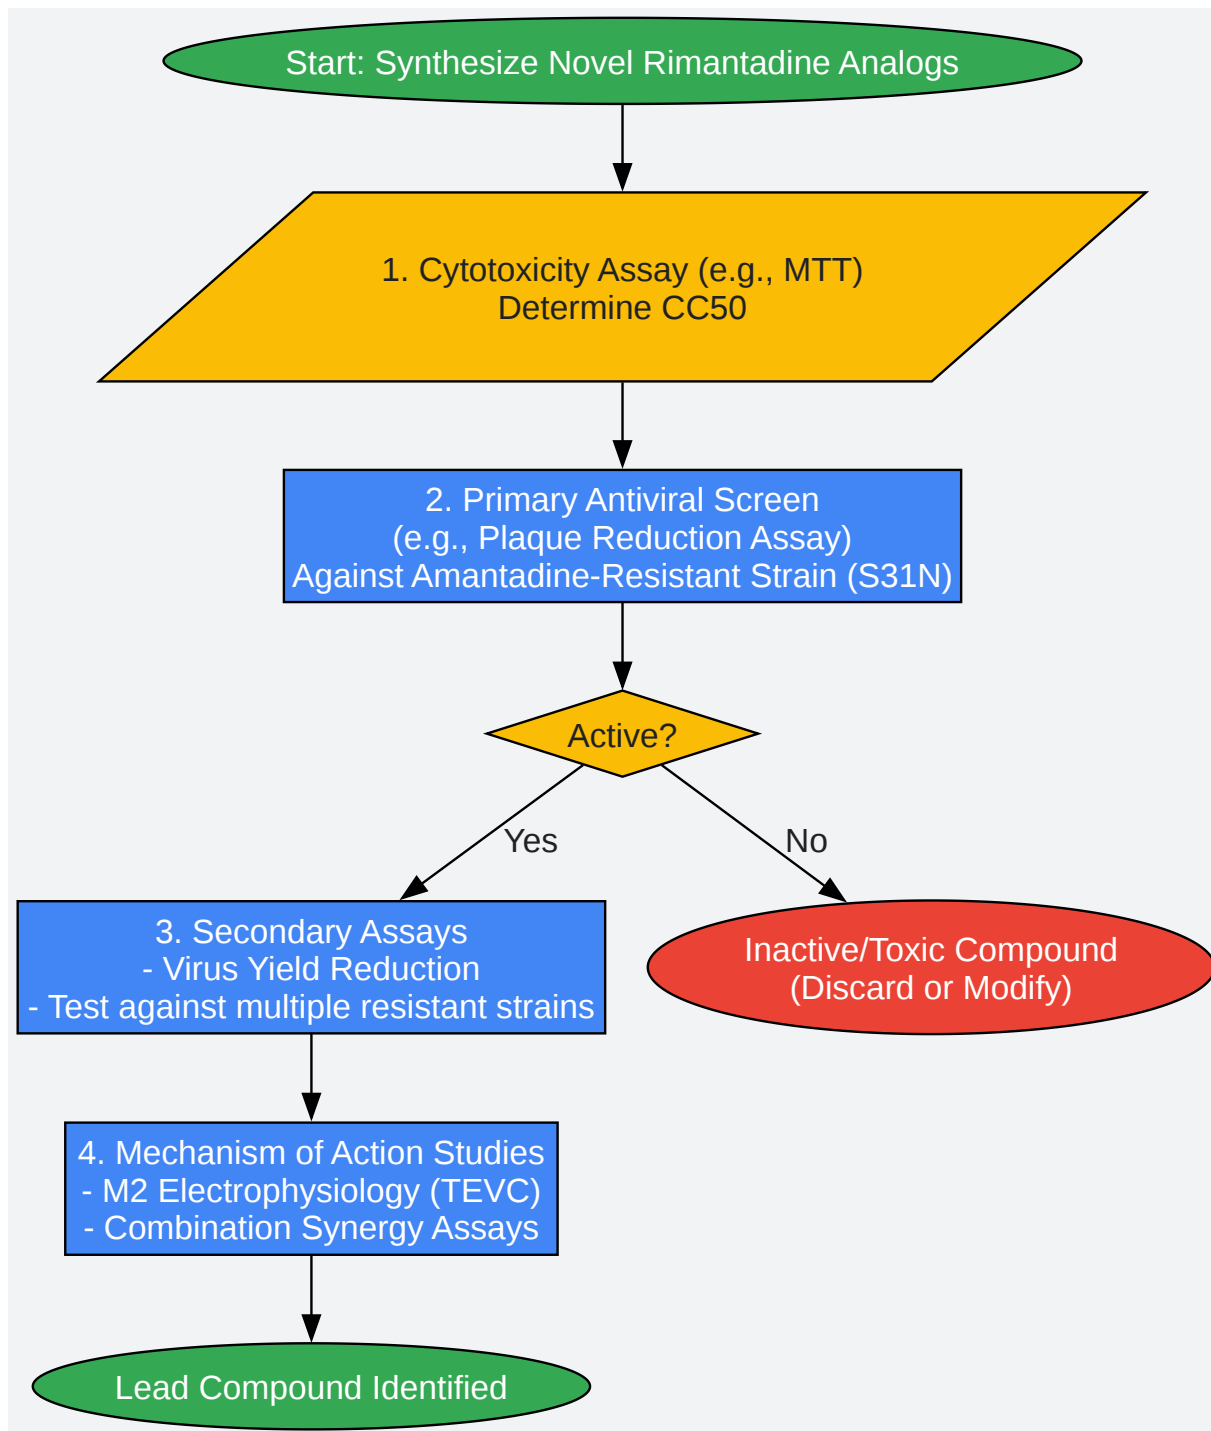 Start: Synthesize Novel Rimantadine Analogs
1. Cytotoxicity Assay (e.g., MTT)
Determine CC50
2. Primary Antiviral Screen
(e.g., Plaque Reduction Assay)
Against Amantadine-Resistant Strain (S31N)
Active?
Yes
No
3. Secondary Assays
- Virus Yield Reduction
- Test against multiple resistant strains
Inactive/Toxic Compound
(Discard or Modify)
4. Mechanism of Action Studies
- M2 Electrophysiology (TEVC)
- Combination Synergy Assays
Lead Compound Identified